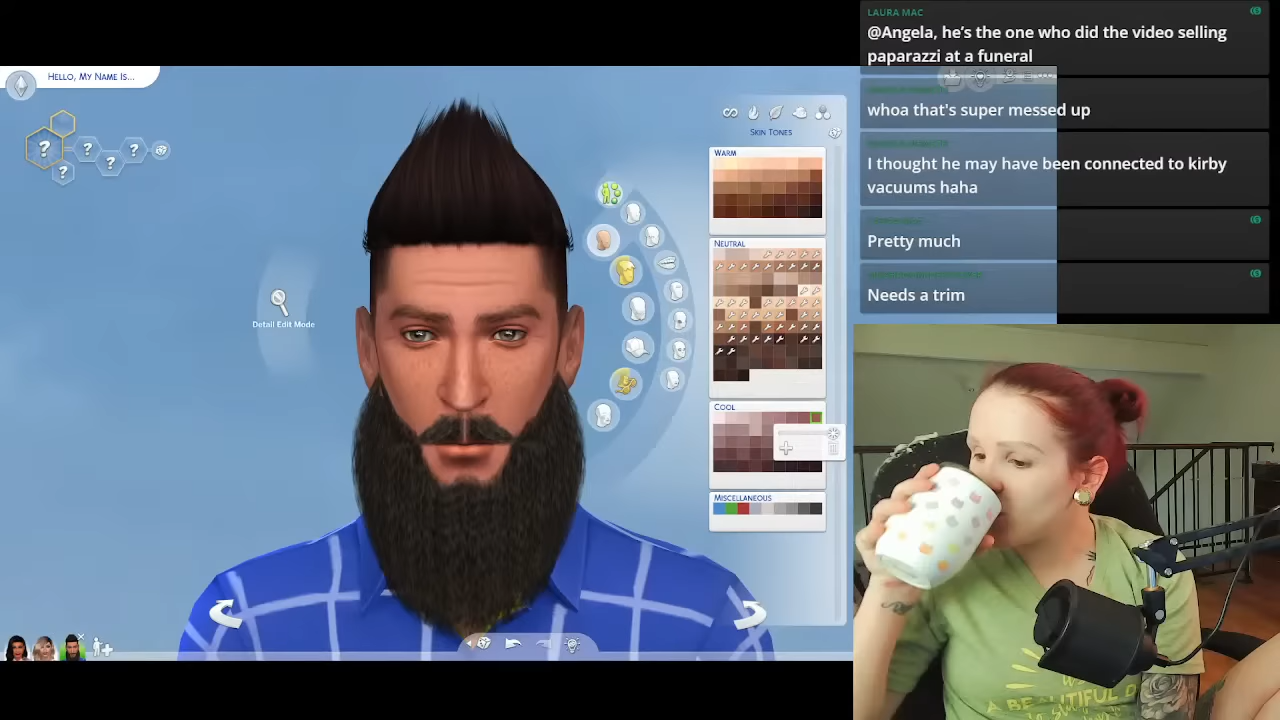 HELLO, MY NAME IS...
Detail Edit Mode
SKIN TONES
WARM
NEUTRAL
COOL
MISCELLANEOUS
LAURA MAC
@Angela, he's the one who did the video selling
paparazzi at a funeral
whoa that's super messed up
I thought he may have been connected to kirby
vacuums haha
Pretty much
Needs a trim
A BEAUTIFUL